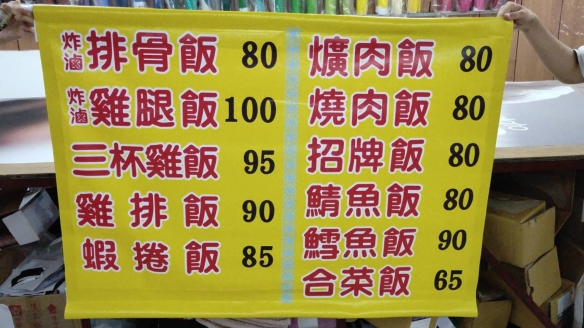 炸滷排骨飯 80
炸滷雞腿飯 100
三杯雞飯 95
雞排飯 90
蝦捲飯 85
爌肉飯 80
燒肉飯 80
招牌飯 80
鯖魚飯 80
鱈魚飯 90
合菜飯 65